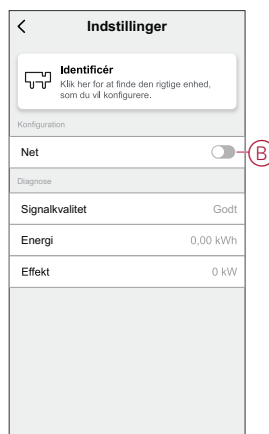 Indstillinger
Identificér
Klik her for at finde den rigtige enhed,
som du vil konfigurere.
Konfiguration
Net
B
Diagnose
Signalkvalitet Godt
Energi 0,00 kWh
Effekt 0 kW